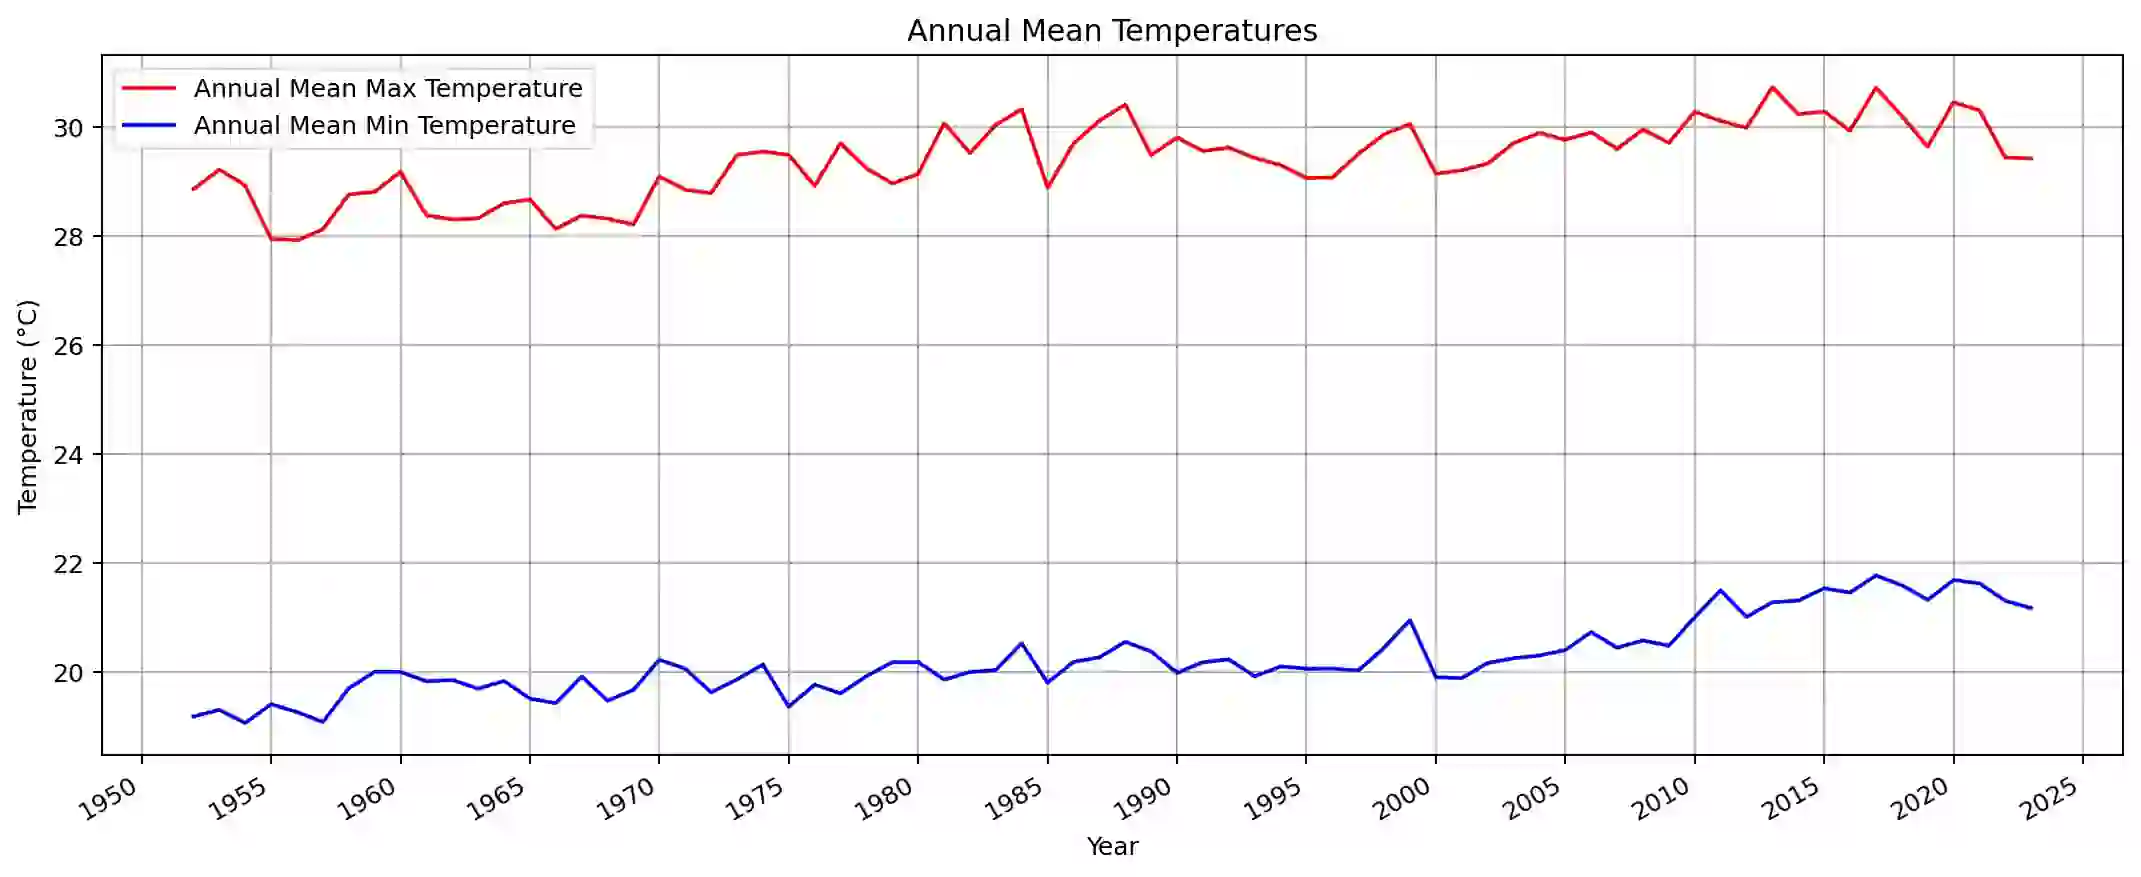 Annual Mean Temperatures
Annual Mean Max Temperature
Annual Mean Min Temperature
Temperature (°C)
30
28
26
24
22
20
1950 1955 1960 1965 1970 1975 1980 1985 1990 1995 2000 2005 2010 2015 2020 2025
Year